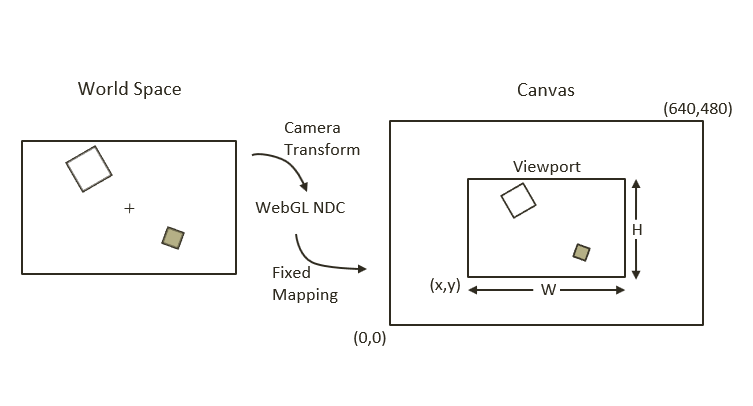 World Space
Canvas
(640,480)
Camera
Transform
WebGL NDC
Fixed
Mapping
Viewport
H
(x,y)
W
(0,0)
+